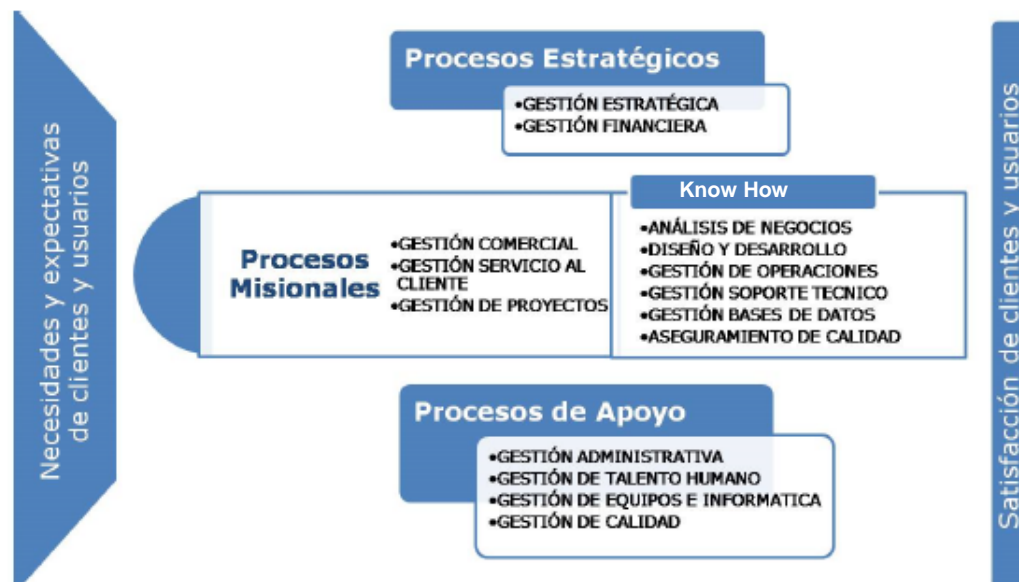 Necesidades y expectativas
de clientes y usuarios
Procesos Estratégicos
•GESTIÓN ESTRATÉGICA
•GESTIÓN FINANCIERA
Procesos
Misionales
•GESTIÓN COMERCIAL
•GESTIÓN SERVICIO AL
CLIENTE
•GESTIÓN DE PROYECTOS
Know How
•ANÁLISIS DE NEGOCIOS
•DISEÑO Y DESARROLLO
•GESTIÓN DE OPERACIONES
•GESTIÓN SOPORTE TECNICO
•GESTIÓN BASES DE DATOS
•ASEGURAMIENTO DE CALIDAD
Procesos de Apoyo
•GESTIÓN ADMINISTRATIVA
•GESTIÓN DE TALENTO HUMANO
•GESTIÓN DE EQUIPOS E INFORMATICA
•GESTIÓN DE CALIDAD
Satisfacción de clientes y usuarios